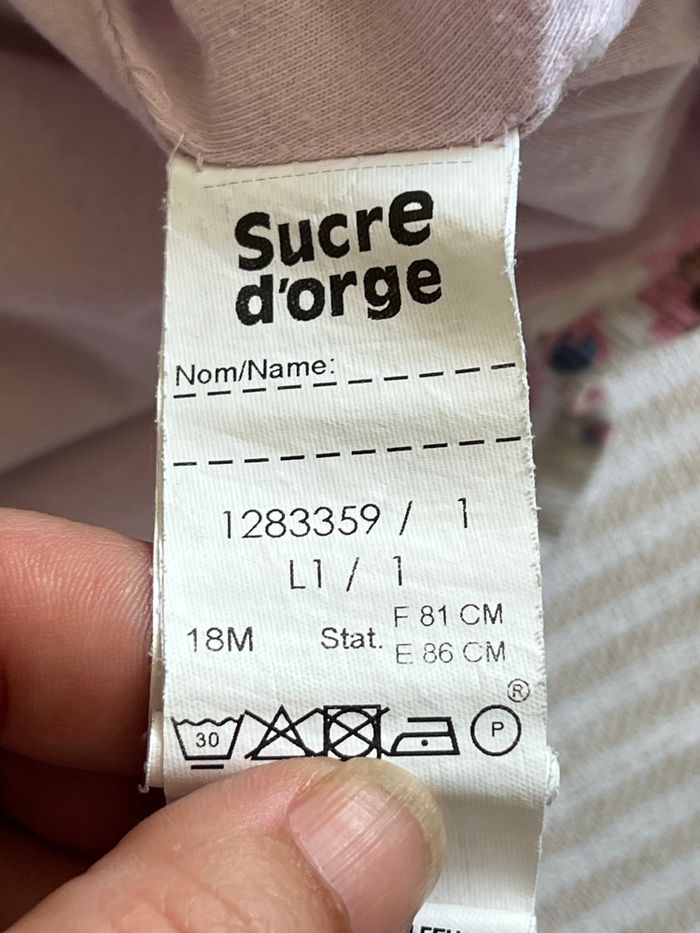 Sucre
d'orge
Nom/Name:
1283359 / 1
L1 / 1
18M Stat. F 81 CM
E 86 CM
®
30 P